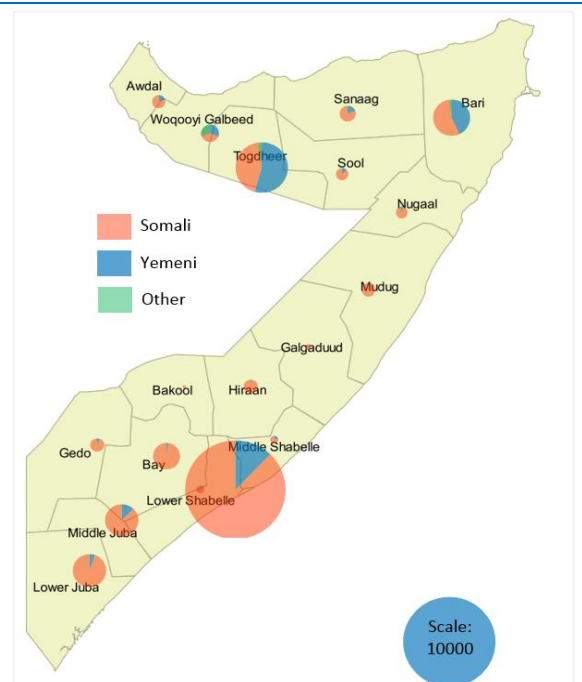 Awdal
Sanaag
Bari
Woqooyi Galbeed
Togdheer
Sool
Nugaal
Somali
Yemeni
Other
Mudug
Galgaduud
Bakool
Hiraan
Gedo
Bay
Middle Shabelle
Lower Shabelle
Middle Juba
Lower Juba
Scale:
10000